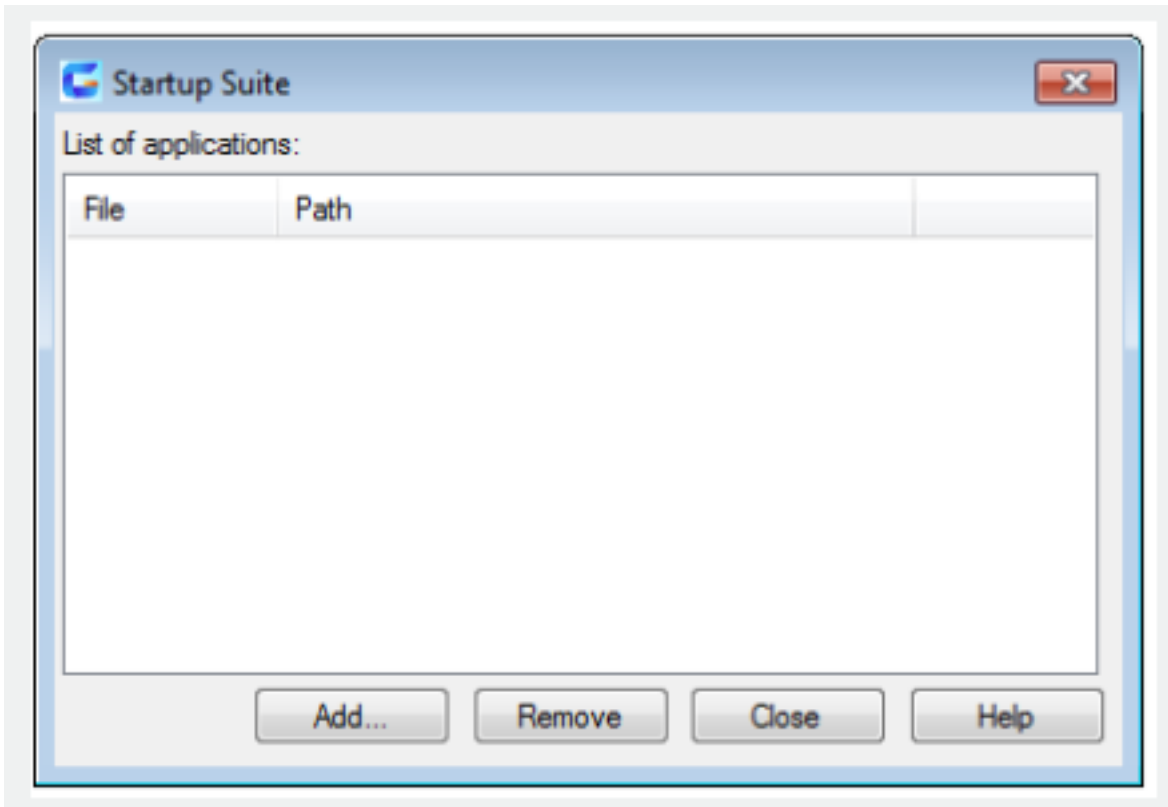 Startup Suite
List of applications:
File Path
Add... Remove Close Help